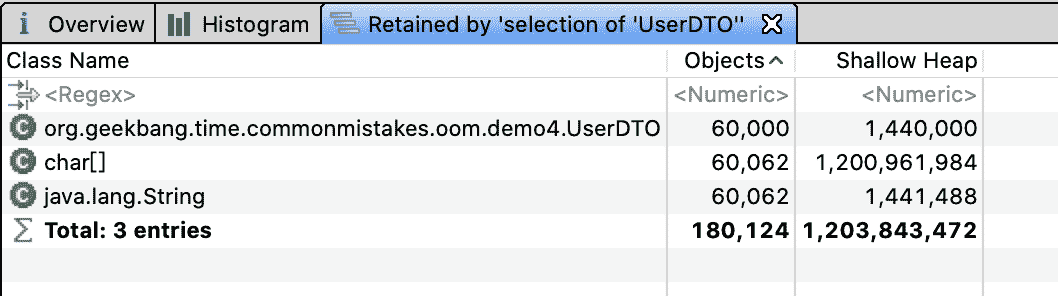 i Overview Histogram Retained by 'selection of 'UserDTO''
Class Name Objects Shallow Heap
<Regex> <Numeric> <Numeric>
C org.geekbang.time.commonmistakes.oom.demo4.UserDTO 60,000 1,440,000
C char[] 60,062 1,200,961,984
C java.lang.String 60,062 1,441,488
Σ Total: 3 entries 180,124 1,203,843,472